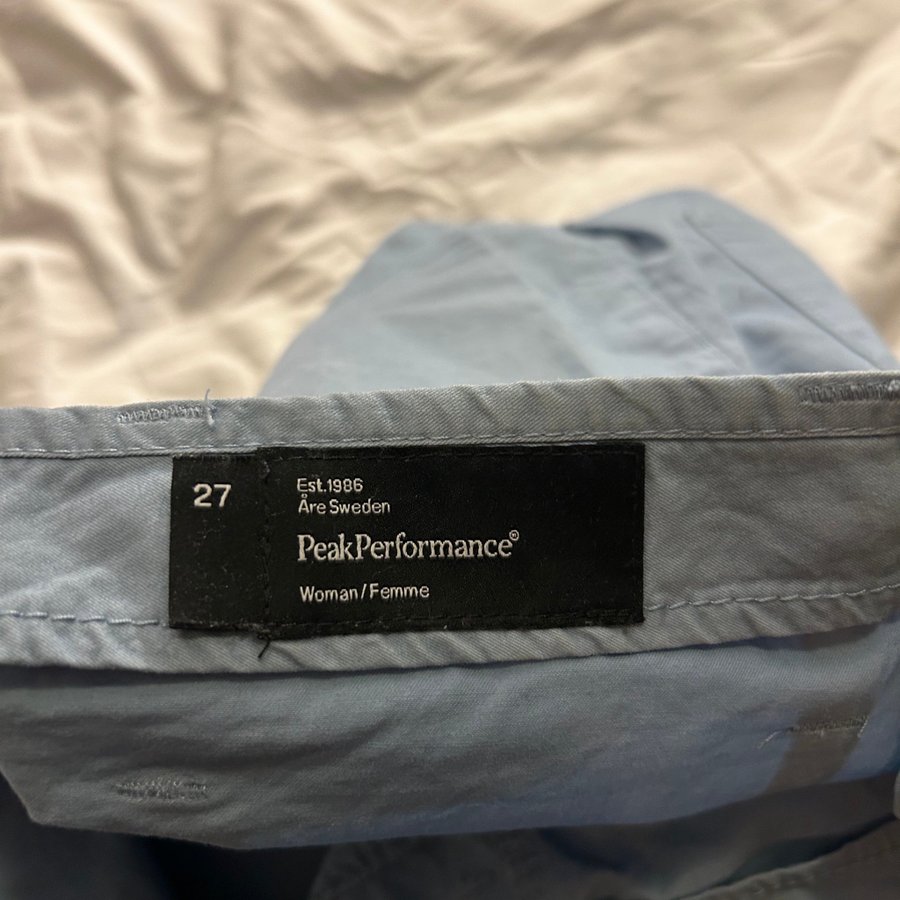 27
Est.1986
Åre Sweden
PeakPerformance®
Woman/Femme